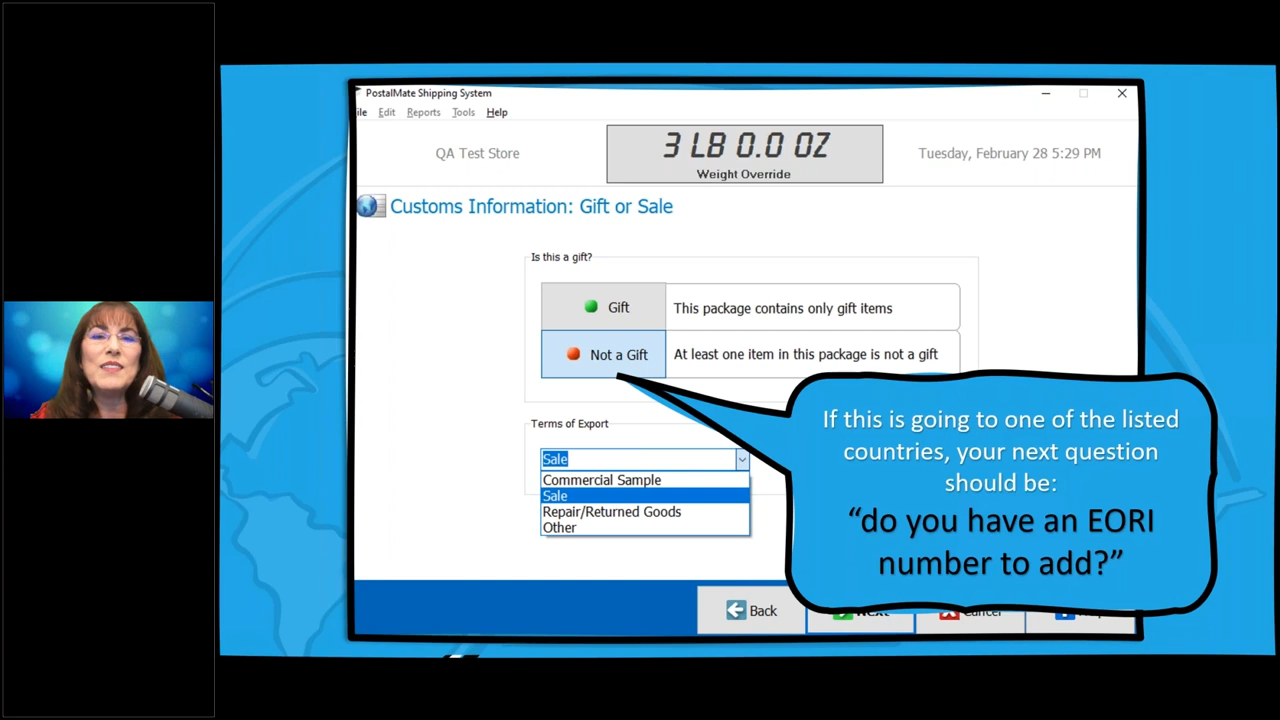 PostalMate Shipping System
ile Edit Reports Tools Help
QA Test Store
3 LB 0.0 OZ
Weight Override
Tuesday, February 28 5:29 PM
Customs Information: Gift or Sale
Is this a gift?
Gift
This package contains only gift items
Not a Gift
At least one item in this package is not a gift
Terms of Export
Sale
Commercial Sample
Sale
Repair/Returned Goods
Other
If this is going to one of the listed
countries, your next question
should be:
“do you have an EORI
number to add?”
Back
Next
Cancel